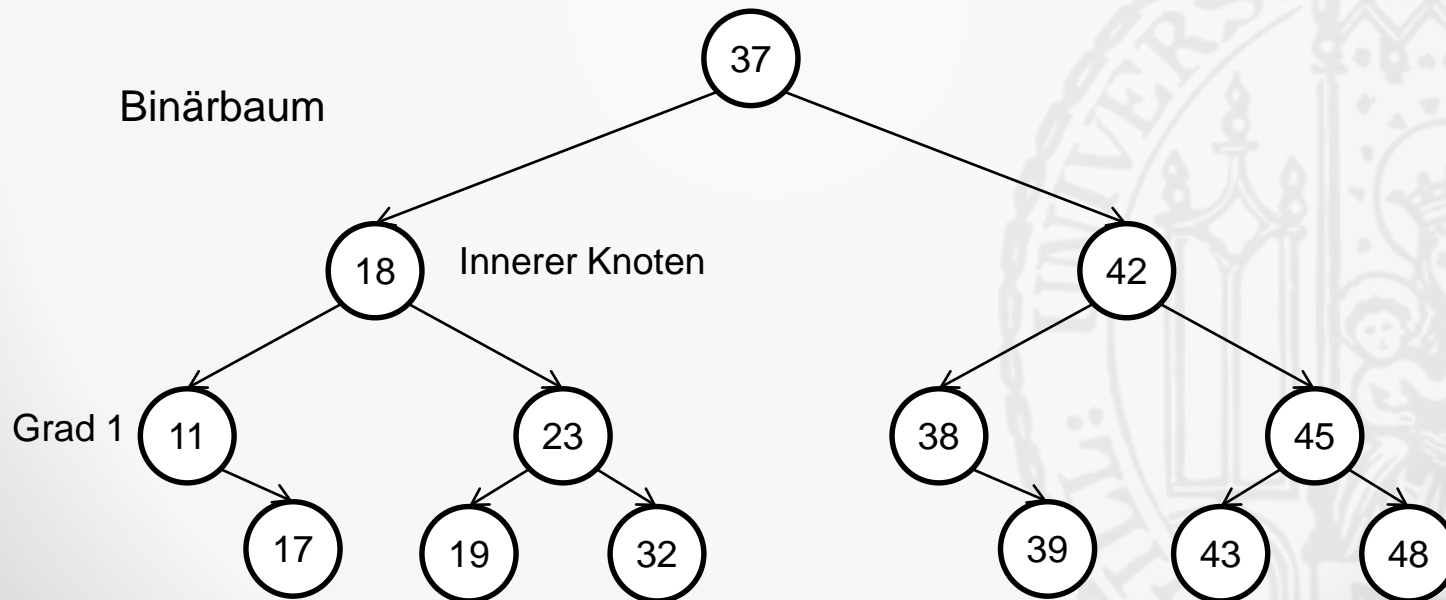 37
Binärbaum
18 Innerer Knoten 42
Grad 1 11 23 38 45
17 19 32 39 43 48